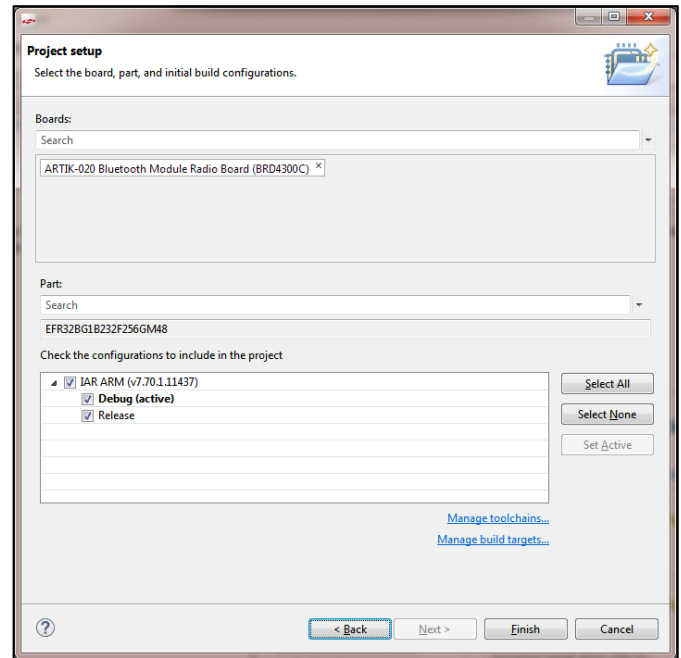 Project setup
Select the board, part, and initial build configurations.
Boards:
Search
ARTIK-020 Bluetooth Module Radio Board (BRD4300C) ×
Part:
Search
EFR32BG1B232F256GM48
Check the configurations to include in the project
IAR ARM (v7.70.1.11437)
Select All
Debug (active)
Release
Select None
Set Active
Manage toolchains...
Manage build targets...
? < Back Next > Finish Cancel